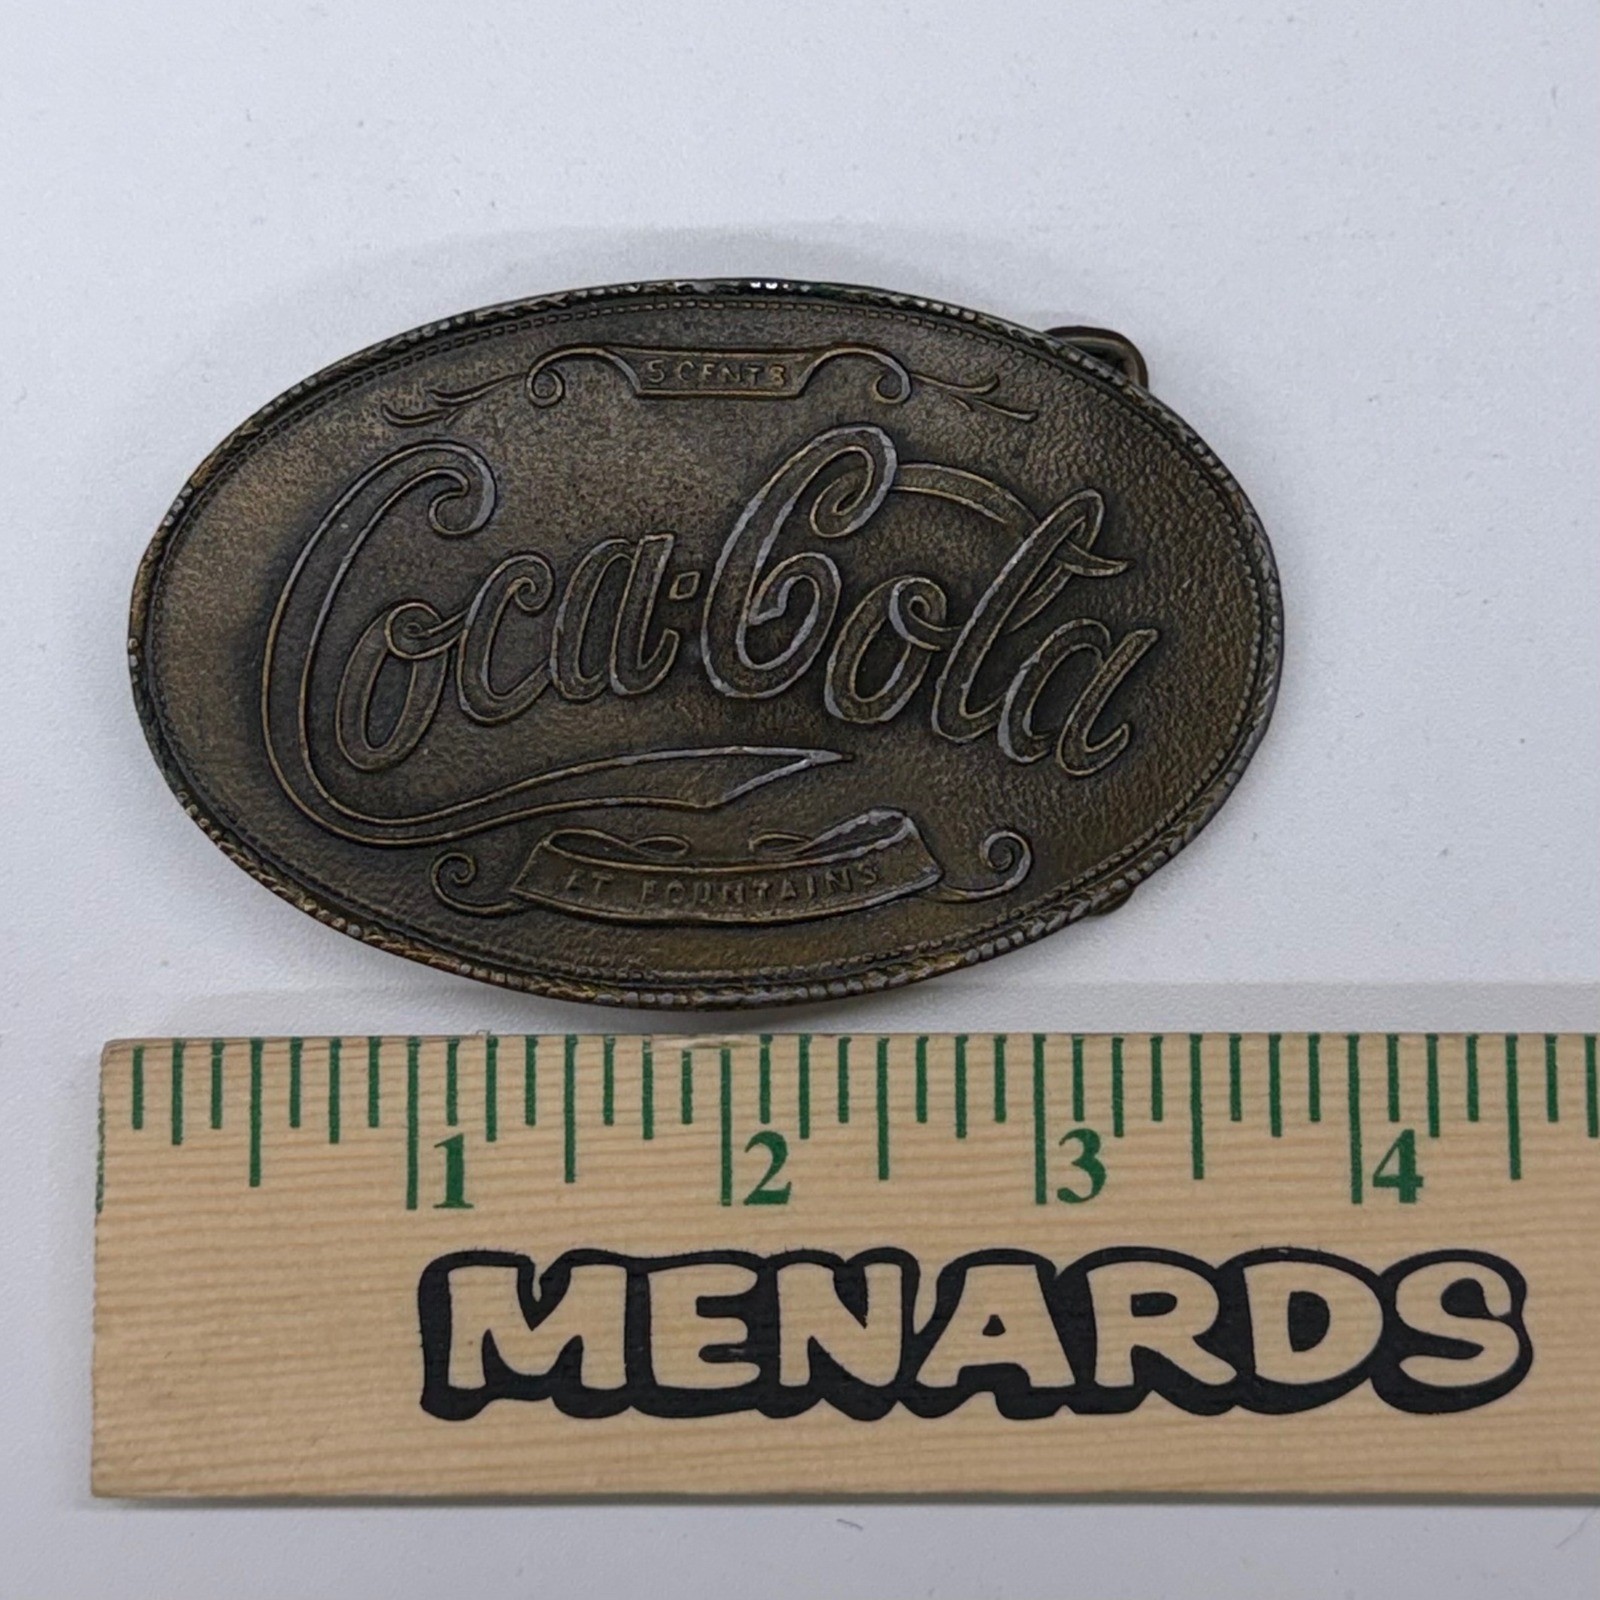 5 CENTS
Coca-Cola
AT FOUNTAINS
1 2 3 4
MENARDS